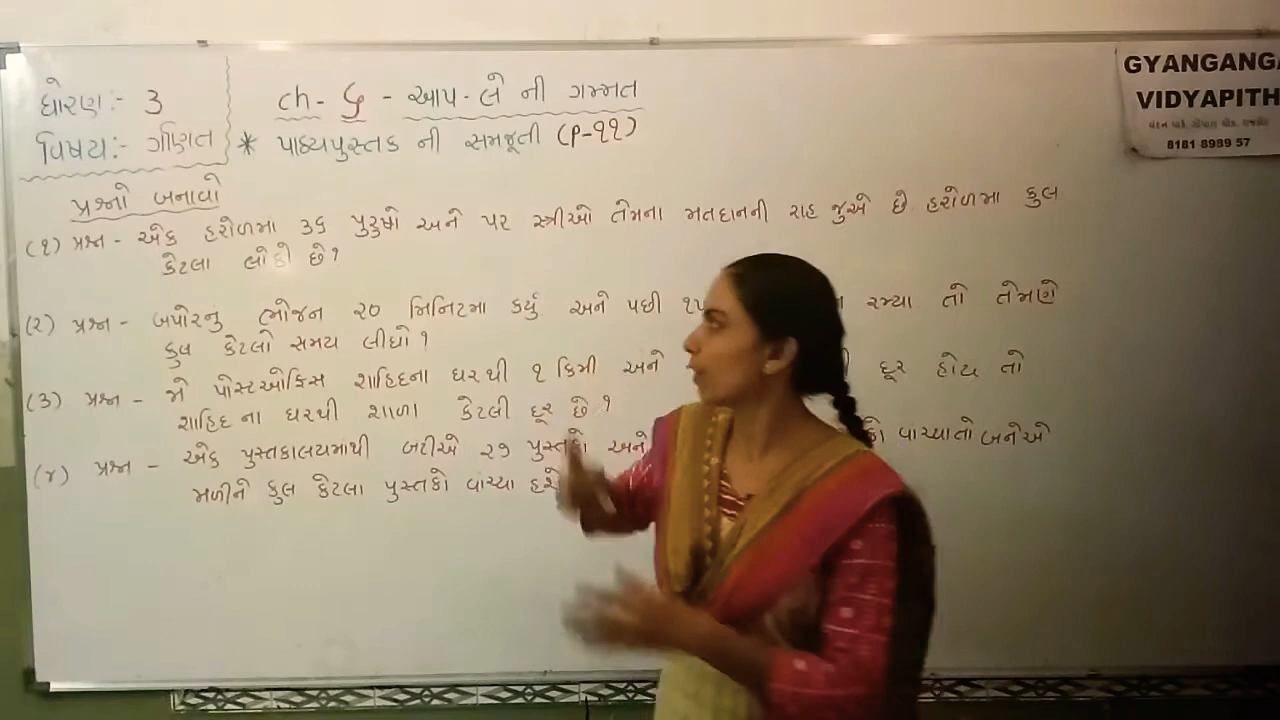 ધોરણ:- ૩
ch- ૬ - આપ-લે ની ગમ્મત
વિષય:- ગણિત
* પાઠ્યપુસ્તક ની સમજૂતી (P-૧૧)
પ્રશ્નો બનાવો
(૧) પ્રશ્ન - એક હરોળમા ૩૬ પુરુષો અને ૫૨ સ્ત્રીઓ તેમના મતદાનની રાહ જુએ છે હરોળમા કુલ
કેટલા લોકો છે?
(૨) પ્રશ્ન - બપોરનુ ભોજન ૨૦ મિનિટમા કર્યુ અને પછી ૧૫ રમ્યા તો તેમણે
કુલ કેટલો સમય લીધો?
(૩) પ્રશ્ન - જો પોસ્ટઓફિસ શાહિદના ઘરથી ૧ કિમી અને દૂર હોય તો
શાહિદ ના ઘરથી શાળા કેટલી દૂર છે?
(૪) પ્રશ્ન - એક પુસ્તકાલયમાથી બટીએ ૨૭ પુસ્તકો અને વાચ્યાતો બનેએ
મળીને કુલ કેટલા પુસ્તકો વાચ્યા હશે
GYANGANGA
VIDYAPITH
8181 8989 57